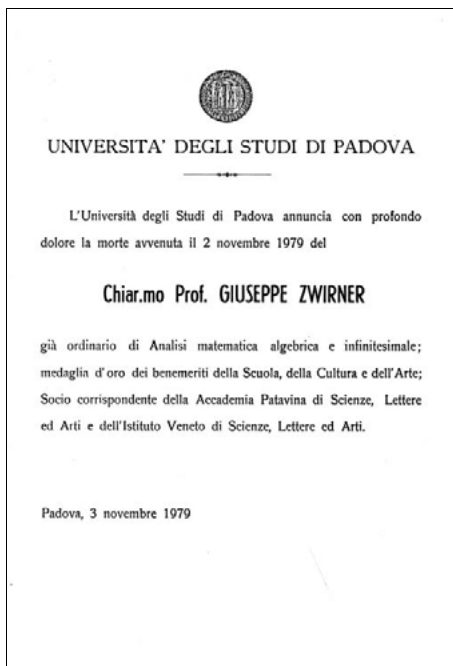 UNIVERSITA' DEGLI STUDI DI PADOVA
L'Università degli Studi di Padova annuncia con profondo
dolore la morte avvenuta il 2 novembre 1979 del
Chiar.mo Prof. GIUSEPPE ZWIRNER
già ordinario di Analisi matematica algebrica e infinitesimale;
medaglia d'oro dei benemeriti della Scuola, della Cultura e dell'Arte;
Socio corrispondente della Accademia Patavina di Scienze, Lettere
ed Arti e dell'Istituto Veneto di Scienze, Lettere ed Arti.
Padova, 3 novembre 1979